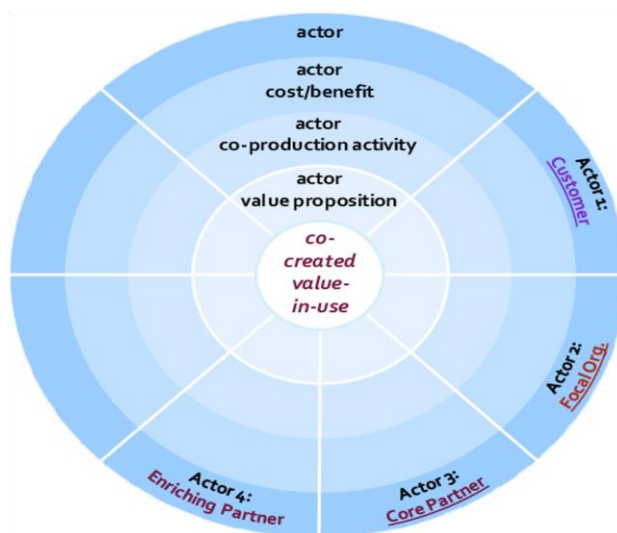 actor
actor
cost/benefit
actor
co-production activity
actor
value proposition
co-
created
value-
in-use
Actor 1:
Customer
Actor 2:
Focal Org.
Actor 3:
Core Partner
Actor 4:
Enriching Partner